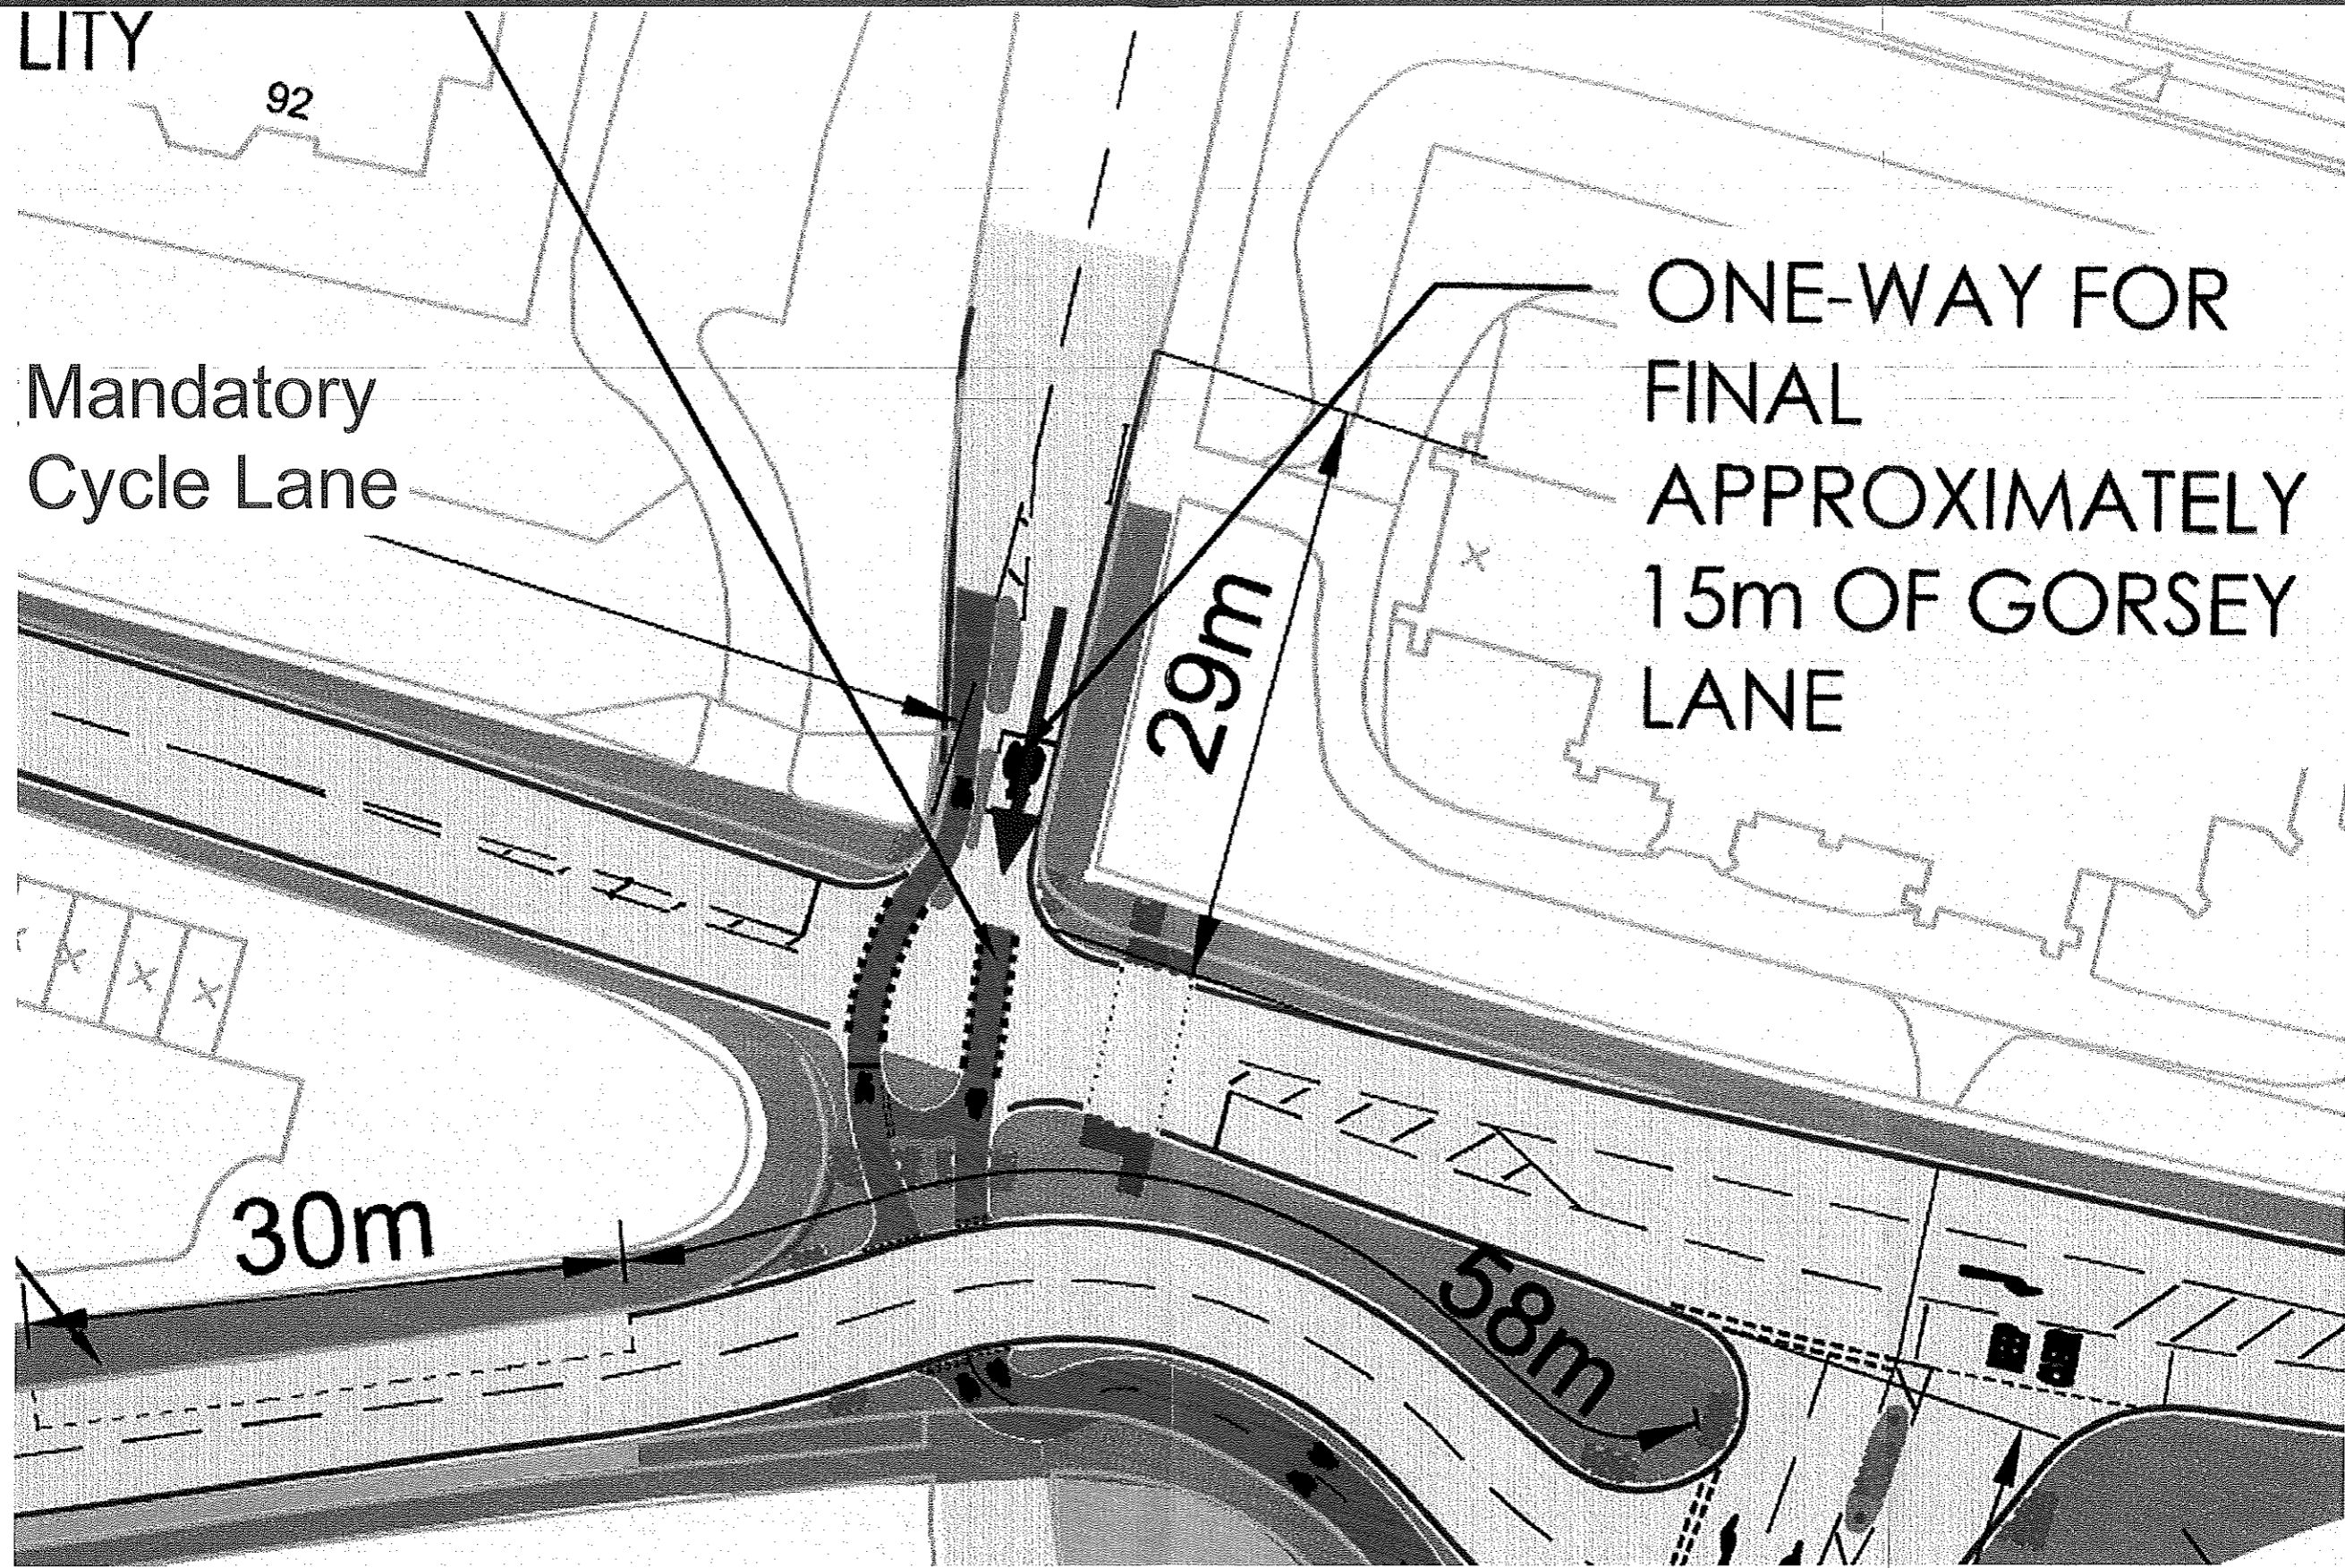 LITY
92
Mandatory
Cycle Lane
ONE-WAY FOR
FINAL
APPROXIMATELY
15m OF GORSEY
LANE
29m
30m
58m